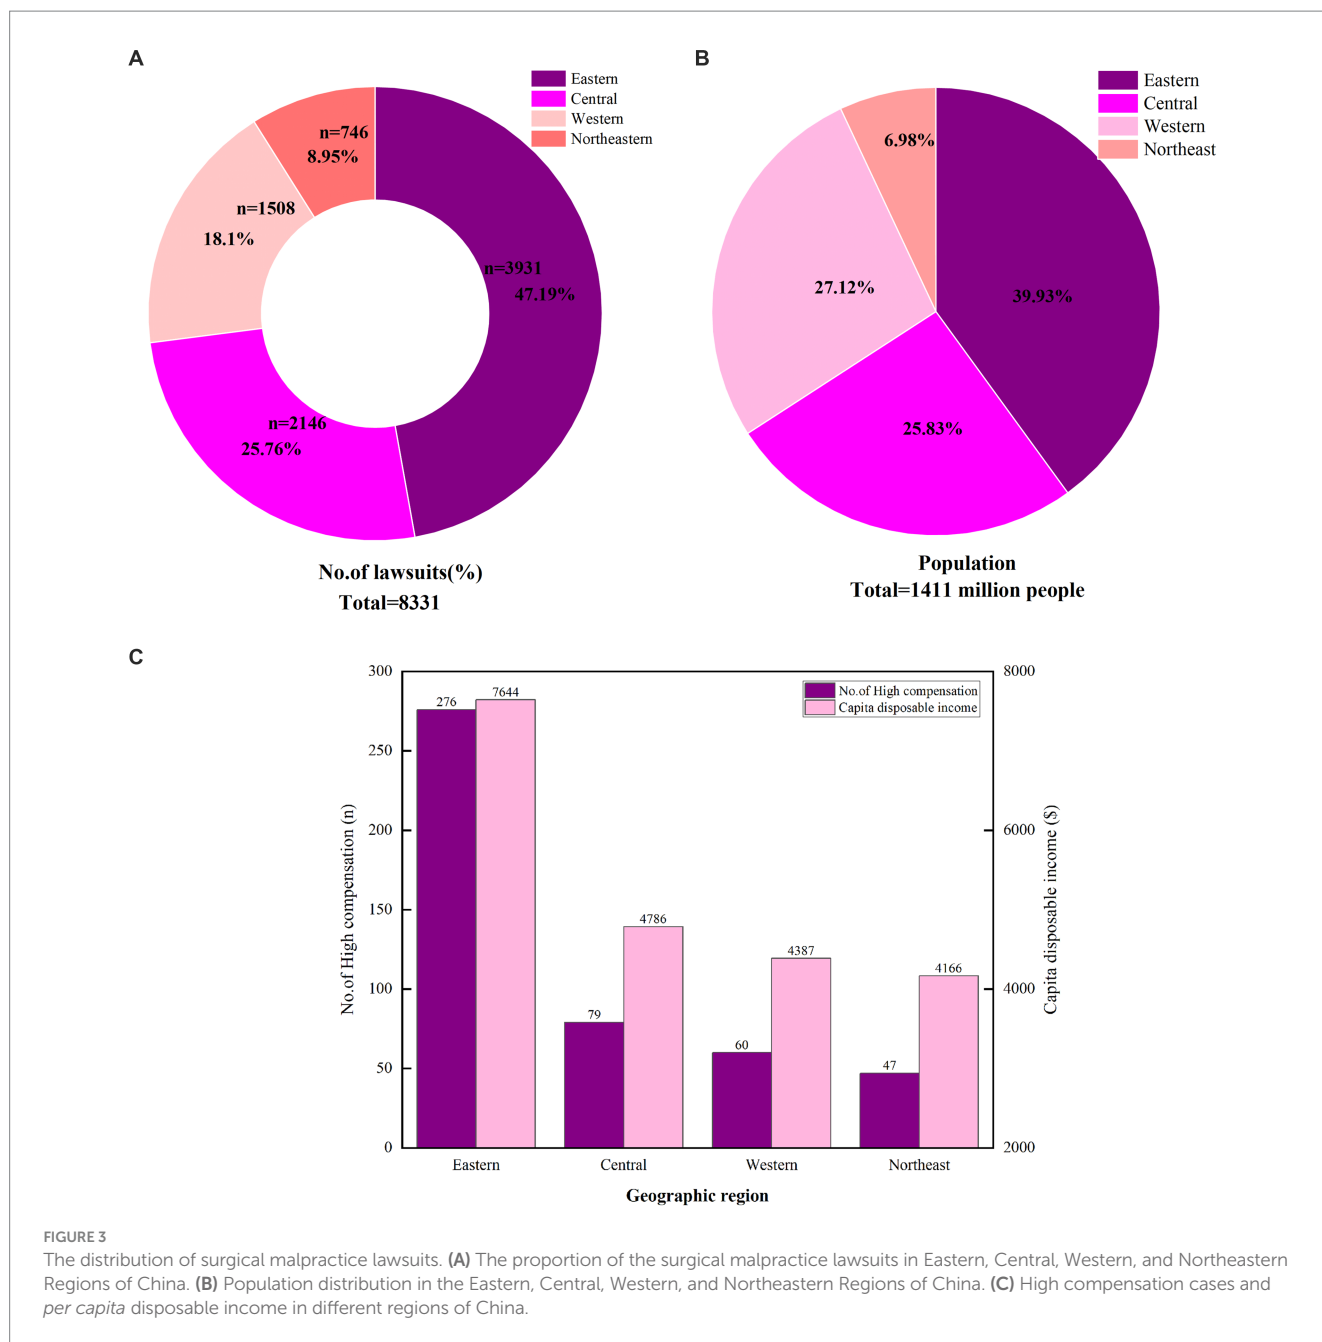 A
Eastern
Central
Western
Northeastern
n=746
8.95%
n=1508
18.1%
n=3931
47.19%
n=2146
25.76%
No.of lawsuits(%)
Total=8331
B
Eastern
Central
Western
Northeast
6.98%
27.12%
39.93%
25.83%
Population
Total=1411 million people
C
No.of High compensation
Capita disposable income
No.of High compensation (n)
300
250
200
150
100
50
0
276
7644
79
4786
60
4387
47
4166
8000
6000
4000
2000
Capita disposable income ($)
Eastern
Central
Western
Northeast
Geographic region
FIGURE 3
The distribution of surgical malpractice lawsuits. (A) The proportion of the surgical malpractice lawsuits in Eastern, Central, Western, and Northeastern
Regions of China. (B) Population distribution in the Eastern, Central, Western, and Northeastern Regions of China. (C) High compensation cases and
per capita disposable income in different regions of China.